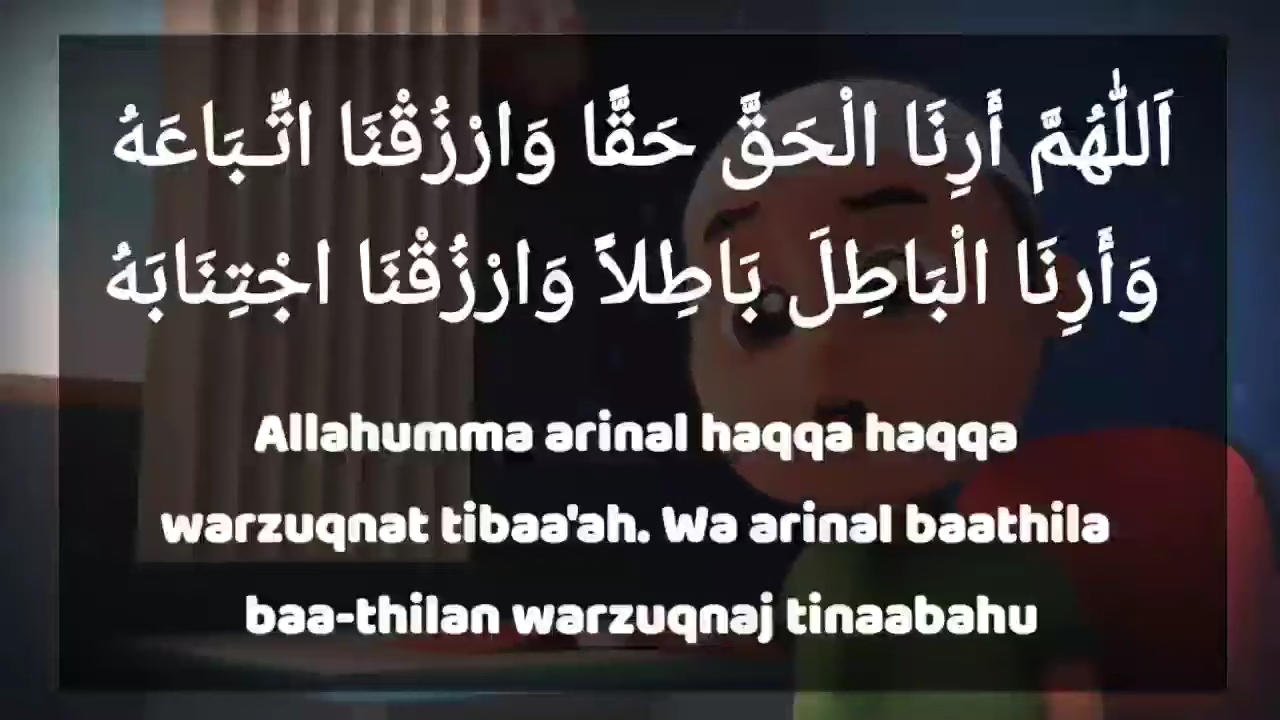 اَللّٰهُمَّ أَرِنَا الْحَقَّ حَقًّا وَارْزُقْنَا اتِّـبَاعَهُ
وَأَرِنَا الْبَاطِلَ بَاطِلاً وَارْزُقْنَا اجْتِنَابَهُ
Allahumma arinal haqqa haqqa
warzuqnat tibaa'ah. Wa arinal baathila
baa-thilan warzuqnaj tinaabahu